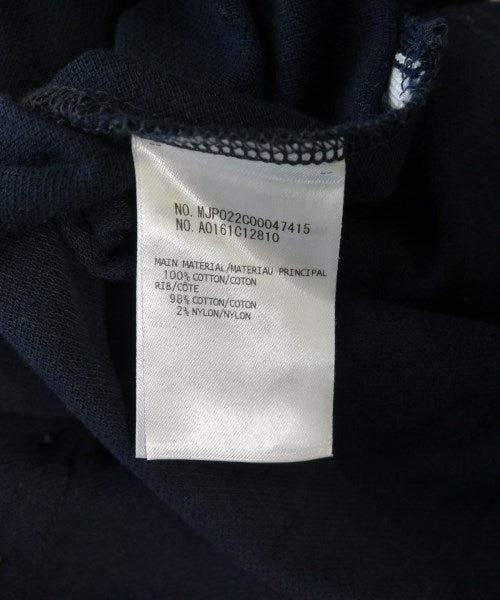 NO. MJP022C00047415
NO. A0161C12810
MAIN MATERIAL/MATERIAU PRINCIPAL
100% COTTON/COTON
RIB/CÔTE
98% COTTON/COTON
2% NYLON/NYLON